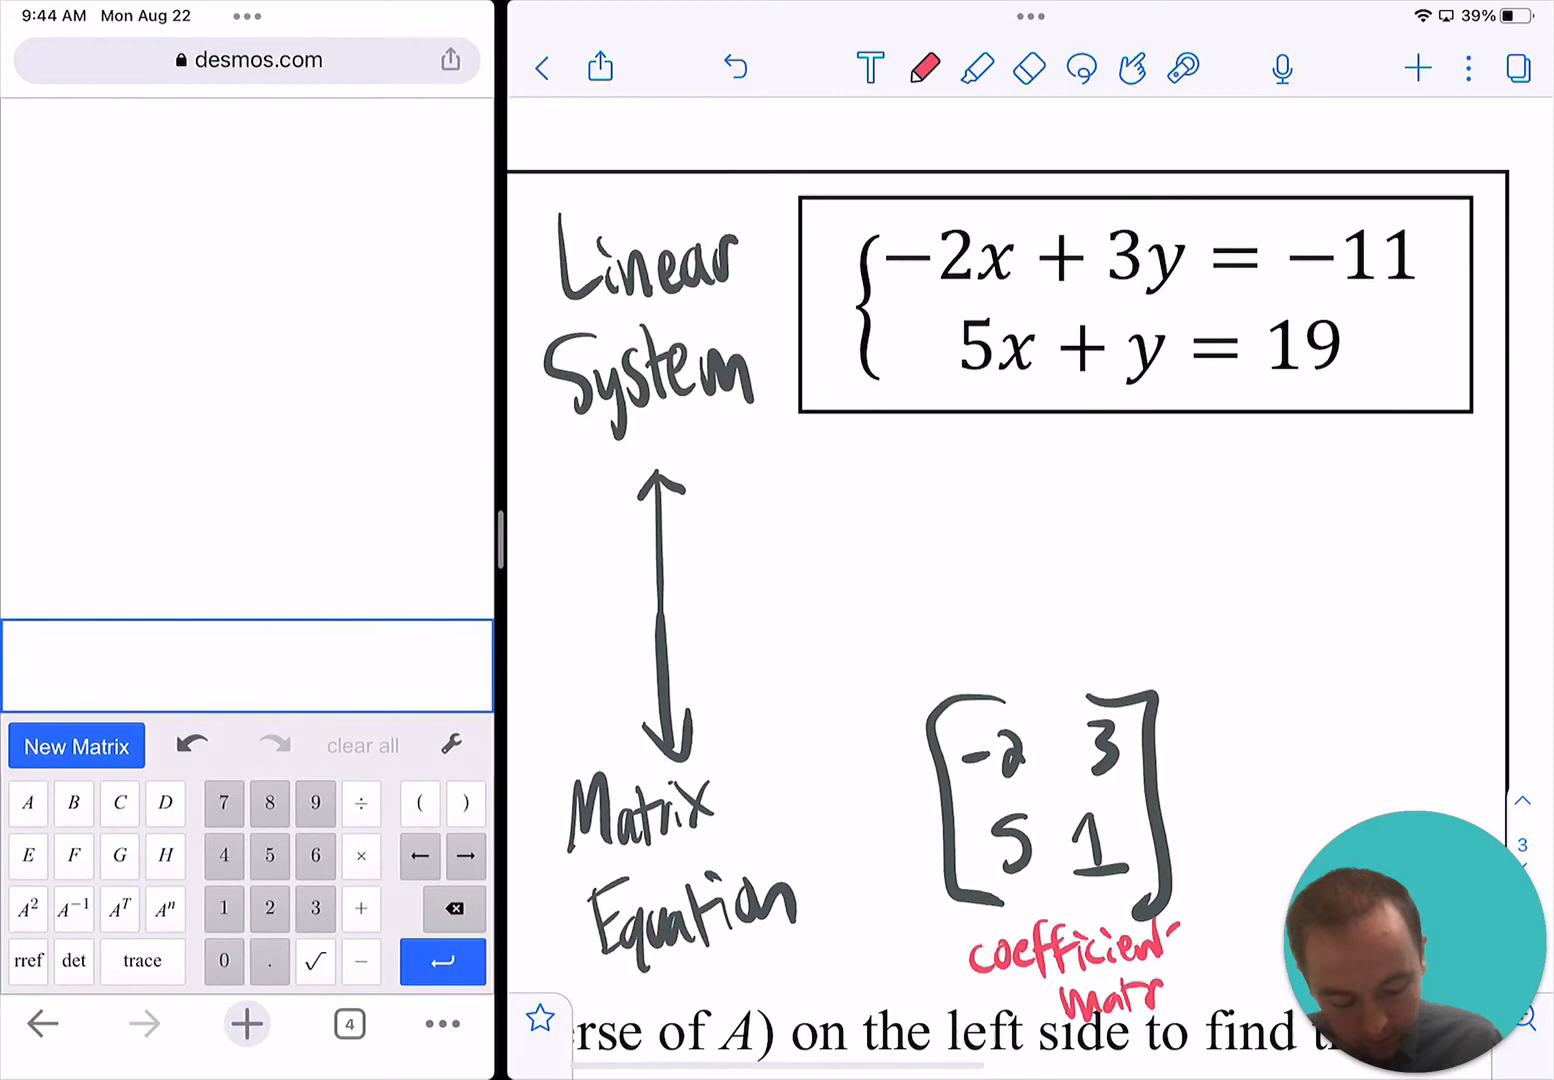 9:44 AM Mon Aug 22
39%
desmos.com
T
Linear
System
−2x + 3y = −11
5x + y = 19
Matrix
Equation
-2 3
5 1
coefficient
matr
New Matrix
clear all
A B C D 7 8 9 ÷ ( )
E F G H 4 5 6 × ← →
A² A⁻¹ Aᵀ Aⁿ 1 2 3 +
rref det trace 0 . √ −
4
3
erse of A) on the left side to find t